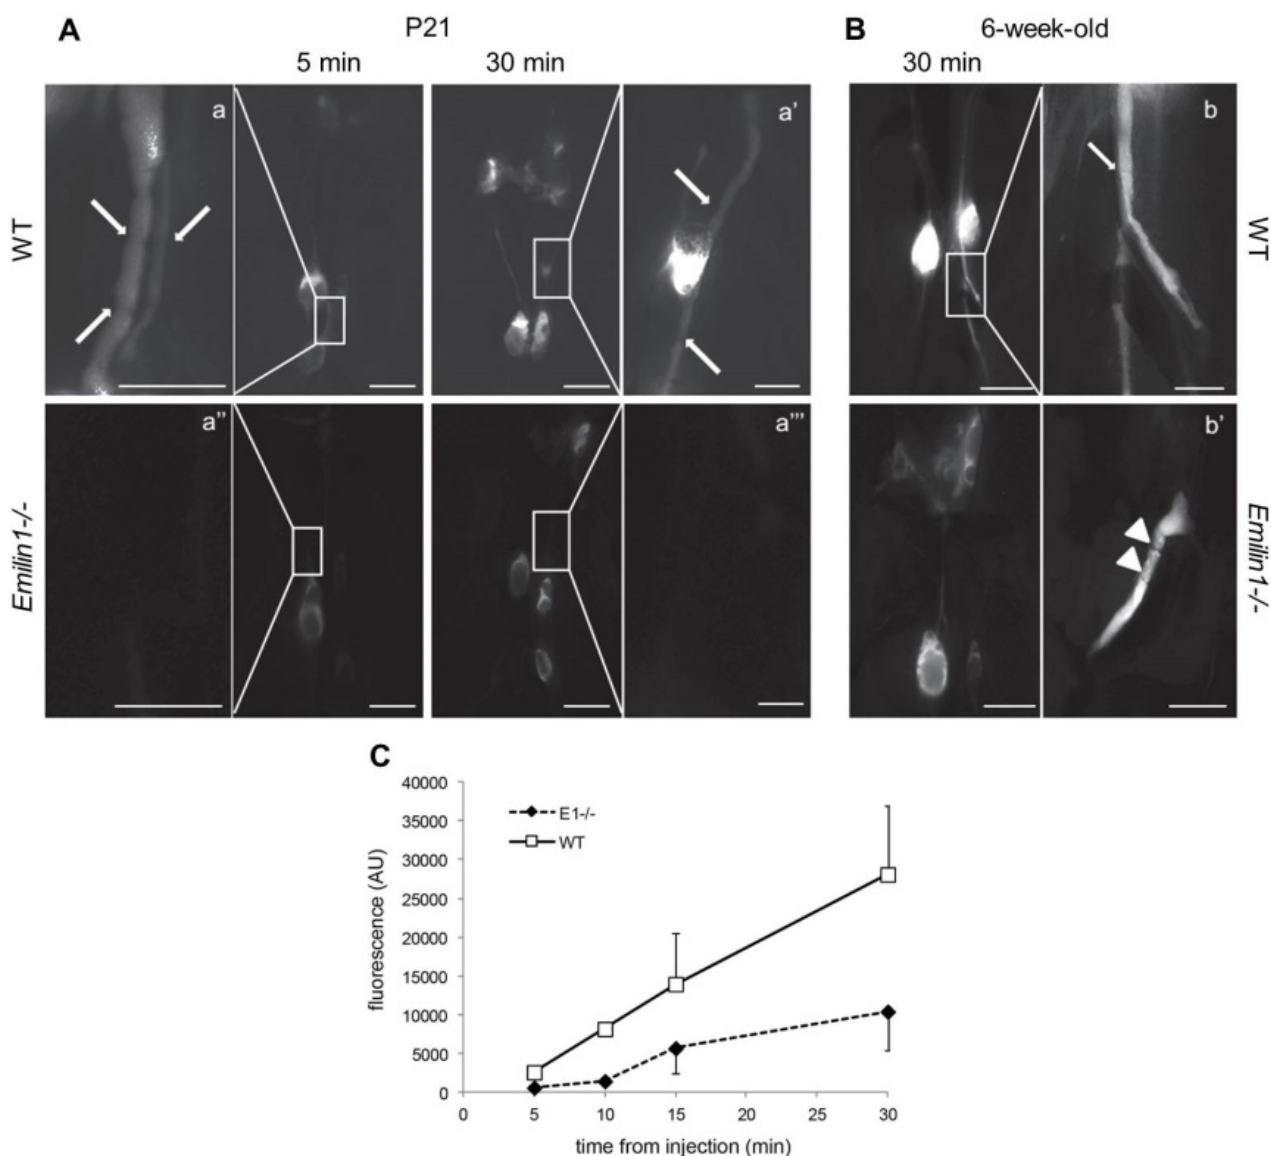 A
P21
B
6-week-old
5 min
30 min
30 min
a
a'
b
WT
WT
a''
a'''
b'
Emilin1-/-
Emilin1-/-
C
40000
35000
30000
25000
20000
15000
10000
5000
0
fluorescence (AU)
E1-/-
WT
0
5
10
15
20
25
30
time from injection (min)